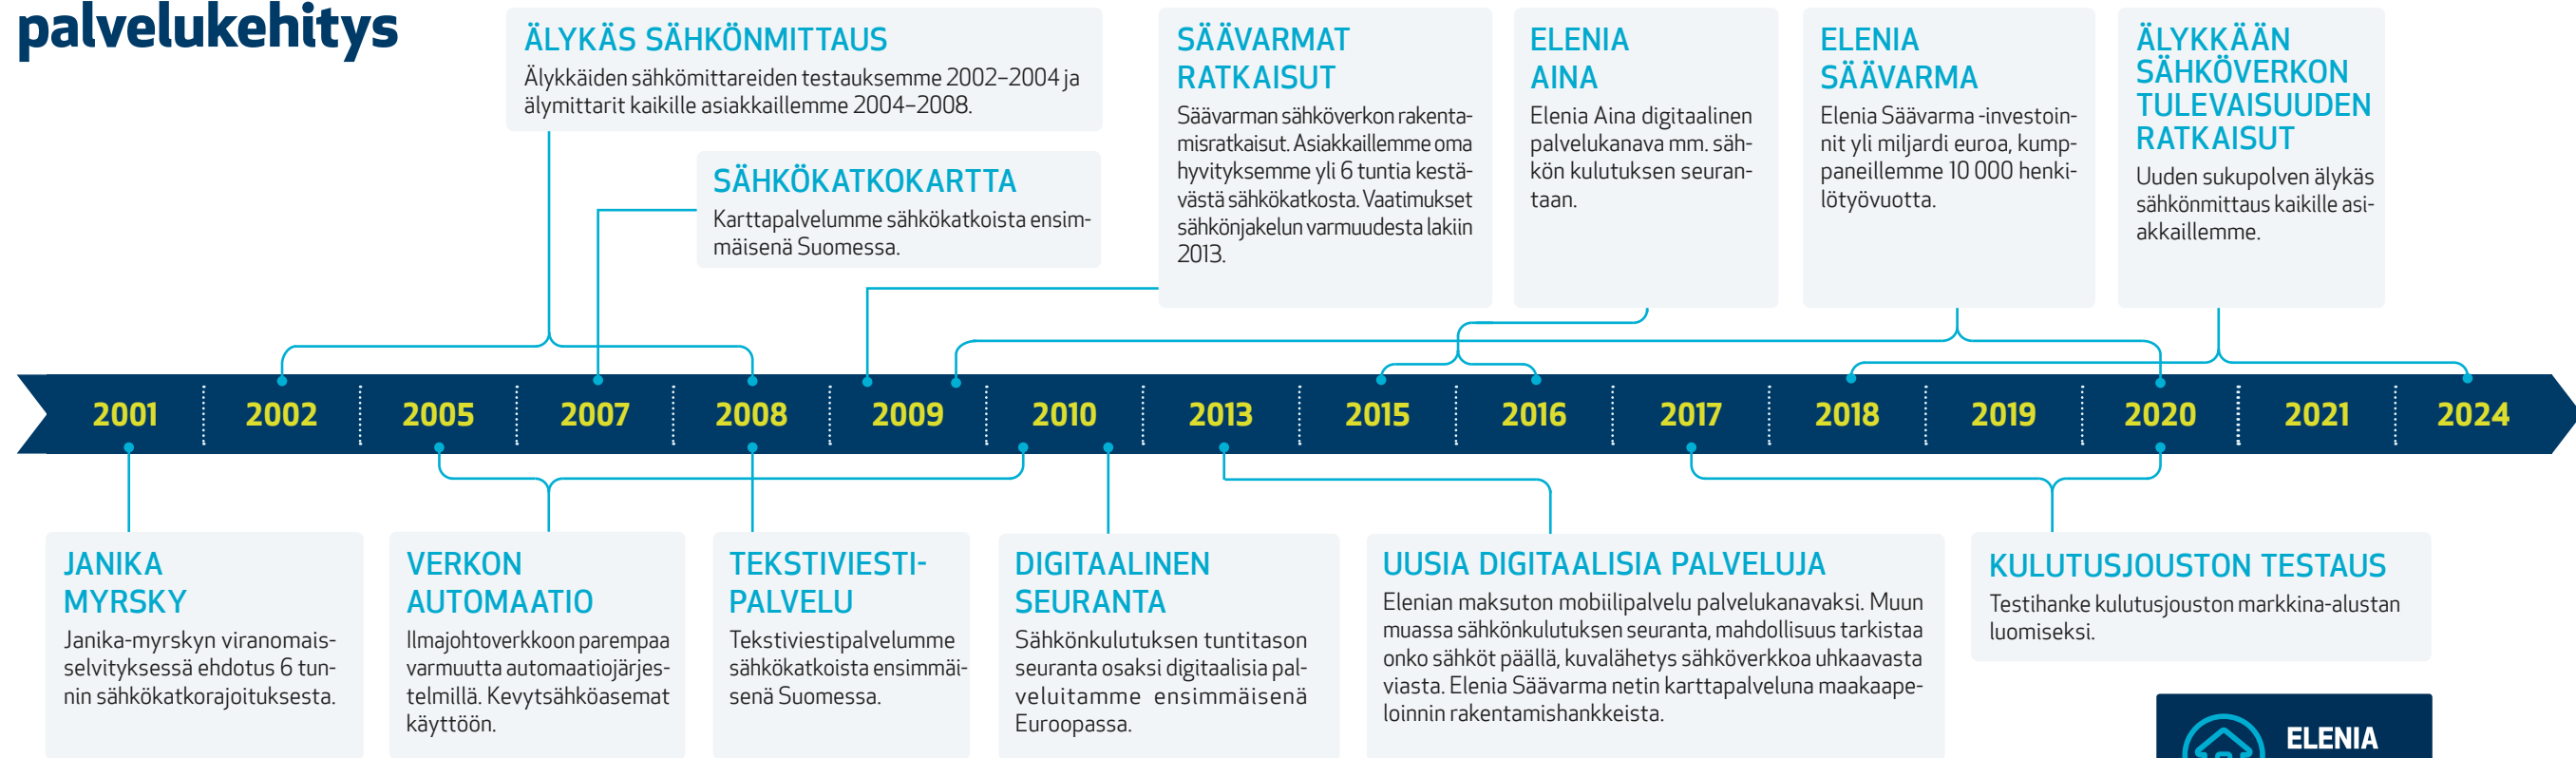 palvelukehitys
ÄLYKÄS SÄHKÖNMITTAUS
Älykkäiden sähkömittareiden testauksemme 2002–2004 ja
älymittarit kaikille asiakkaillemme 2004–2008.
SÄHKÖKATKOKARTTA
Karttapalvelumme sähkökatkoista ensim-
mäisenä Suomessa.
SÄÄVARMAT
RATKAISUT
Säävarman sähköverkon rakenta-
misratkaisut. Asiakkaillemme oma
hyvityksemme yli 6 tuntia kestä-
västä sähkökatkosta. Vaatimukset
sähkönjakelun varmuudesta lakiin
2013.
ELENIA
AINA
Elenia Aina digitaalinen
palvelukanava mm. säh-
kön kulutuksen seuran-
taan.
ELENIA
SÄÄVARMA
Elenia Säävarma -investoin-
nit yli miljardi euroa, kump-
paneillemme 10 000 henki-
lötyövuotta.
ÄLYKKÄÄN
SÄHKÖVERKON
TULEVAISUUDEN
RATKAISUT
Uuden sukupolven älykäs
sähkönmittaus kaikille asi-
akkaillemme.
2001 2002 2005 2007 2008 2009 2010 2013 2015 2016 2017 2018 2019 2020 2021 2024
JANIKA
MYRSKY
Janika-myrskyn viranomais-
selvityksessä ehdotus 6 tun-
nin sähkökatkorajoituksesta.
VERKON
AUTOMAATIO
Ilmajohtoverkkoon parempaa
varmuutta automaatiojärjes-
telmillä. Kevytsähköasemat
käyttöön.
TEKSTIVIESTI-
PALVELU
Tekstiviestipalvelumme
sähkökatkoista ensimmäi-
senä Suomessa.
DIGITAALINEN
SEURANTA
Sähkönkulutuksen tuntitason
seuranta osaksi digitaalisia pal-
veluitamme ensimmäisenä
Euroopassa.
UUSIA DIGITAALISIA PALVELUJA
Elenian maksuton mobiilipalvelu palvelukanavaksi. Muun
muassa sähkönkulutuksen seuranta, mahdollisuus tarkistaa
onko sähköt päällä, kuvalähetys sähköverkkoa uhkaavasta
viasta. Elenia Säävarma netin karttapalveluna maakaape-
loinnin rakentamishankkeista.
KULUTUSJOUSTON TESTAUS
Testihanke kulutusjouston markkina-alustan
luomiseksi.
ELENIA